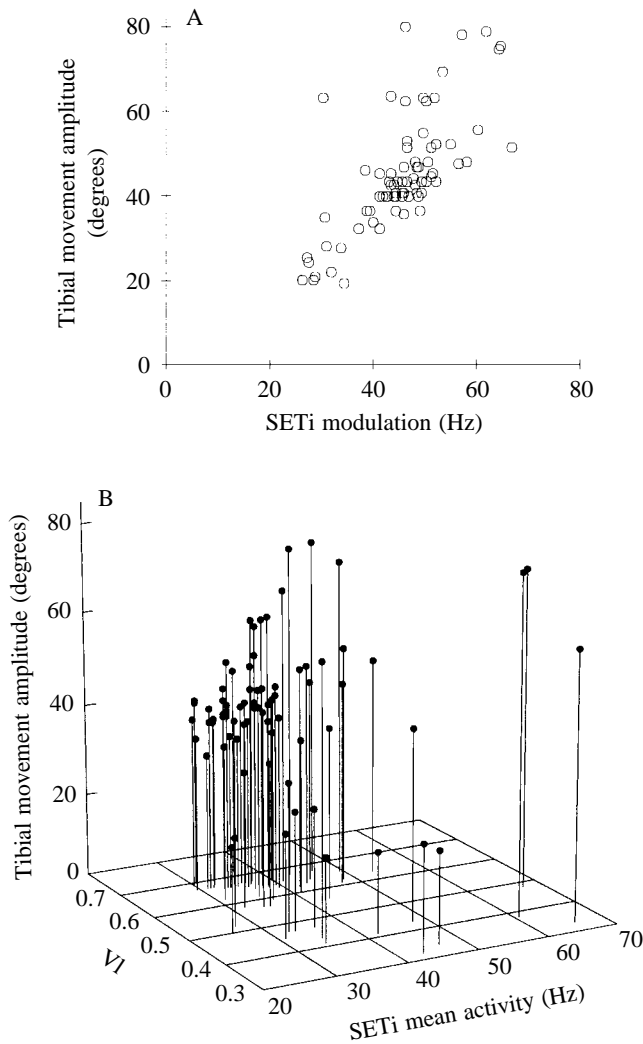 A
80
60
40
20
0
Tibial movement amplitude
(degrees)
0 20 40 60 80
SETi modulation (Hz)
B
80
60
40
20
0
Tibial movement amplitude (degrees)
0.7
0.6
0.5
0.4
0.3
VI
20 30 40 50 60 70
SETi mean activity (Hz)